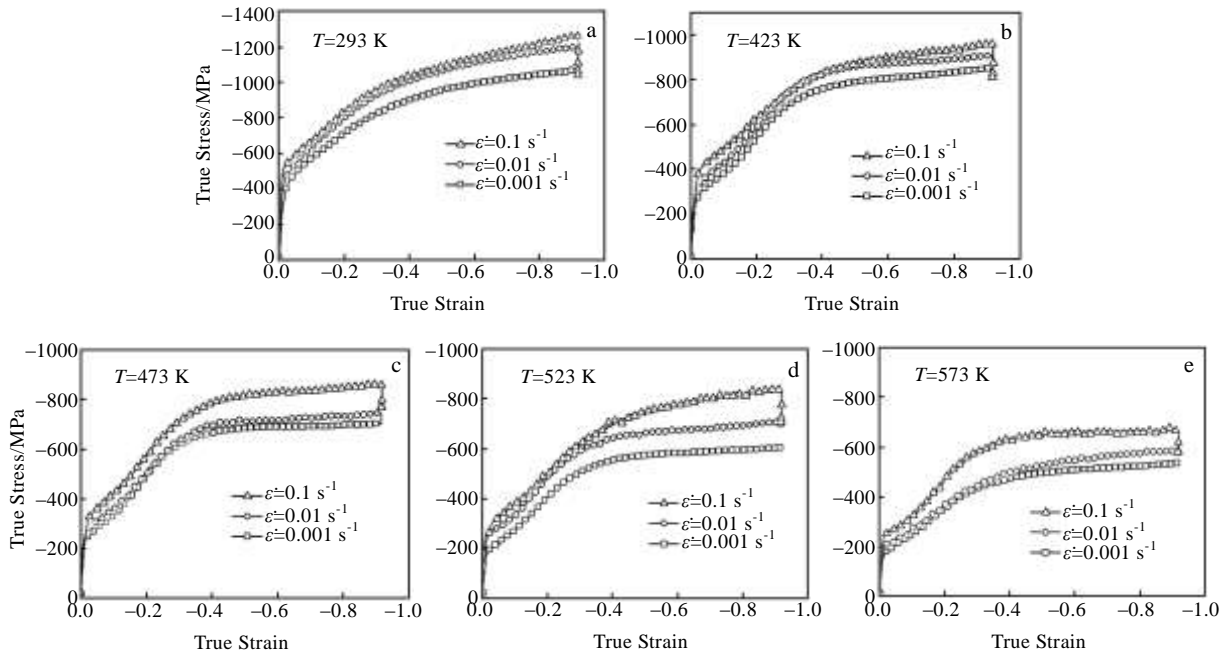 −1400
−1200
−1000
−800
−600
−400
−200
0
True Stress/MPa
T=293 K
a
ε̇=0.1 s⁻¹
ε̇=0.01 s⁻¹
ε̇=0.001 s⁻¹
0.0 −0.2 −0.4 −0.6 −0.8 −1.0
True Strain
−1000
−800
−600
−400
−200
0
T=423 K
b
ε̇=0.1 s⁻¹
ε̇=0.01 s⁻¹
ε̇=0.001 s⁻¹
0.0 −0.2 −0.4 −0.6 −0.8 −1.0
True Strain
−1000
−800
−600
−400
−200
0
True Stress/MPa
T=473 K
c
ε̇=0.1 s⁻¹
ε̇=0.01 s⁻¹
ε̇=0.001 s⁻¹
0.0 −0.2 −0.4 −0.6 −0.8 −1.0
True Strain
−1000
−800
−600
−400
−200
0
T=523 K
d
ε̇=0.1 s⁻¹
ε̇=0.01 s⁻¹
ε̇=0.001 s⁻¹
0.0 −0.2 −0.4 −0.6 −0.8 −1.0
True Strain
−1000
−800
−600
−400
−200
0
T=573 K
e
ε̇=0.1 s⁻¹
ε̇=0.01 s⁻¹
ε̇=0.001 s⁻¹
0.0 −0.2 −0.4 −0.6 −0.8 −1.0
True Strain